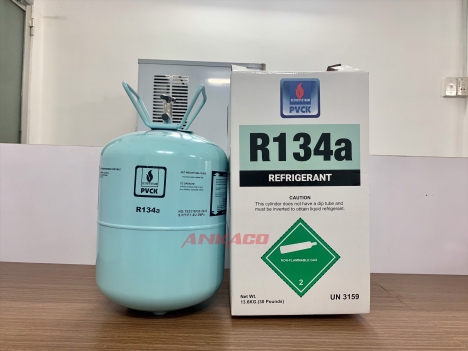 PVCK
R134a
PVCK
R134a
REFRIGERANT
CAUTION
This cylinder does not have a dip tube and
must be inverted to obtain liquid refrigerant.
NON-FLAMMABLE GAS
2
Net Wt.
13.6KG (30 Pounds)
UN 3159
ANKACO